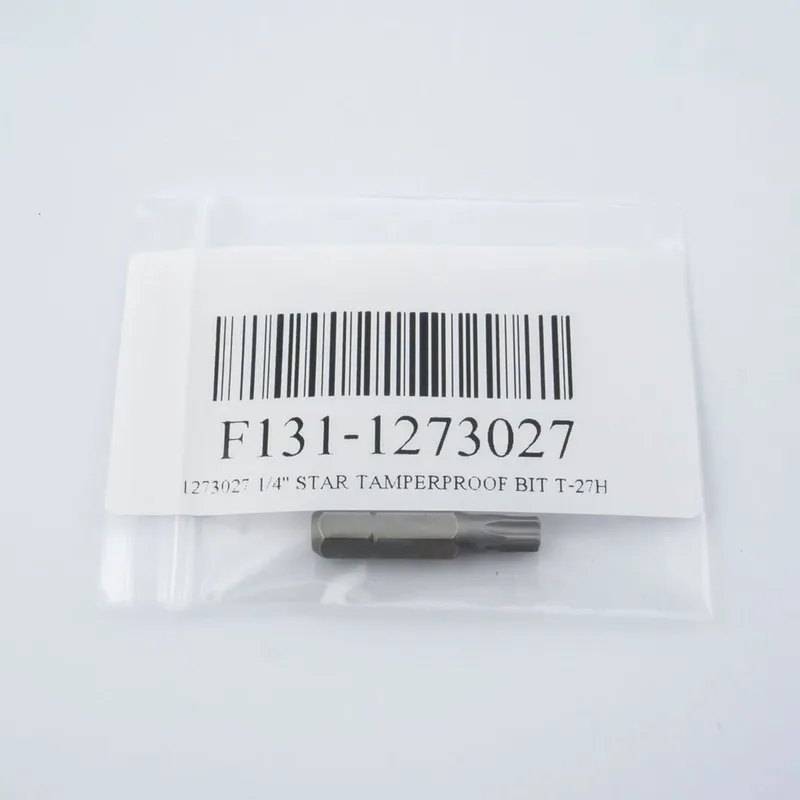 F131-1273027
1273027 1/4" STAR TAMPERPROOF BIT T-27H